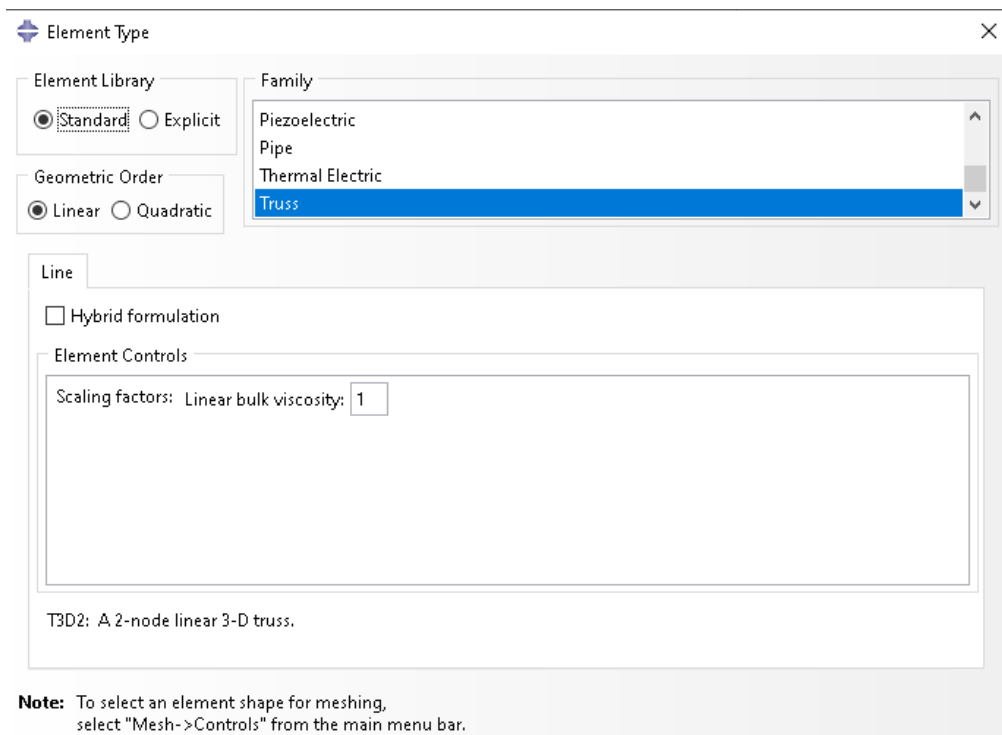 Element Type
Element Library
Standard Explicit
Family
Piezoelectric
Pipe
Thermal Electric
Truss
Geometric Order
Linear Quadratic
Line
Hybrid formulation
Element Controls
Scaling factors: Linear bulk viscosity: 1
T3D2: A 2-node linear 3-D truss.
Note: To select an element shape for meshing,
select "Mesh->Controls" from the main menu bar.